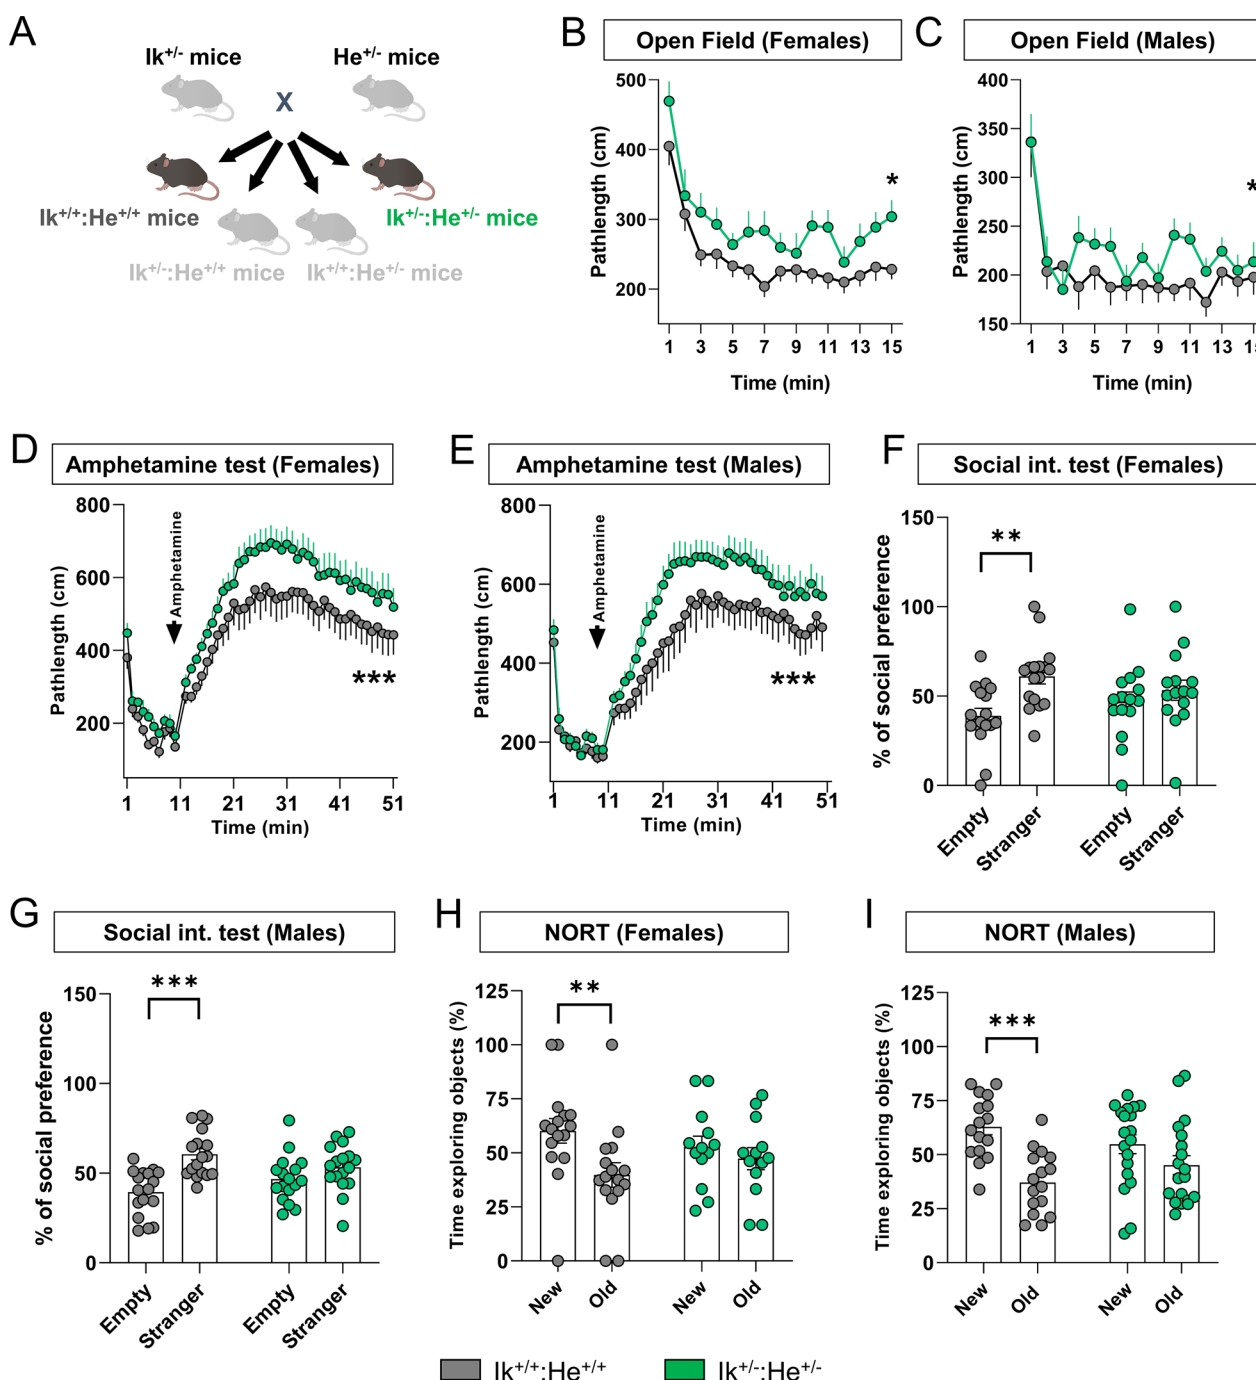 A
Ik+/- mice
He+/- mice
X
Ik+/+:He+/+ mice
Ik+/-:He+/- mice
Ik+/-:He+/+ mice
Ik+/+:He+/- mice
B
Open Field (Females)
Pathlength (cm)
500
400
300
200
*
1 3 5 7 9 11 13 15
Time (min)
C
Open Field (Males)
Pathlength (cm)
400
350
300
250
200
150
*
1 3 5 7 9 11 13 15
Time (min)
D
Amphetamine test (Females)
Pathlength (cm)
800
600
400
200
Amphetamine
***
1 11 21 31 41 51
Time (min)
E
Amphetamine test (Males)
Pathlength (cm)
800
600
400
200
Amphetamine
***
1 11 21 31 41 51
Time (min)
F
Social int. test (Females)
% of social preference
150
100
50
0
**
Empty
Stranger
Empty
Stranger
G
Social int. test (Males)
% of social preference
150
100
50
0
***
Empty
Stranger
Empty
Stranger
H
NORT (Females)
Time exploring objects (%)
125
100
75
50
25
0
**
New
Old
New
Old
I
NORT (Males)
Time exploring objects (%)
125
100
75
50
25
0
***
New
Old
New
Old
Ik+/+:He+/+
Ik+/-:He+/-